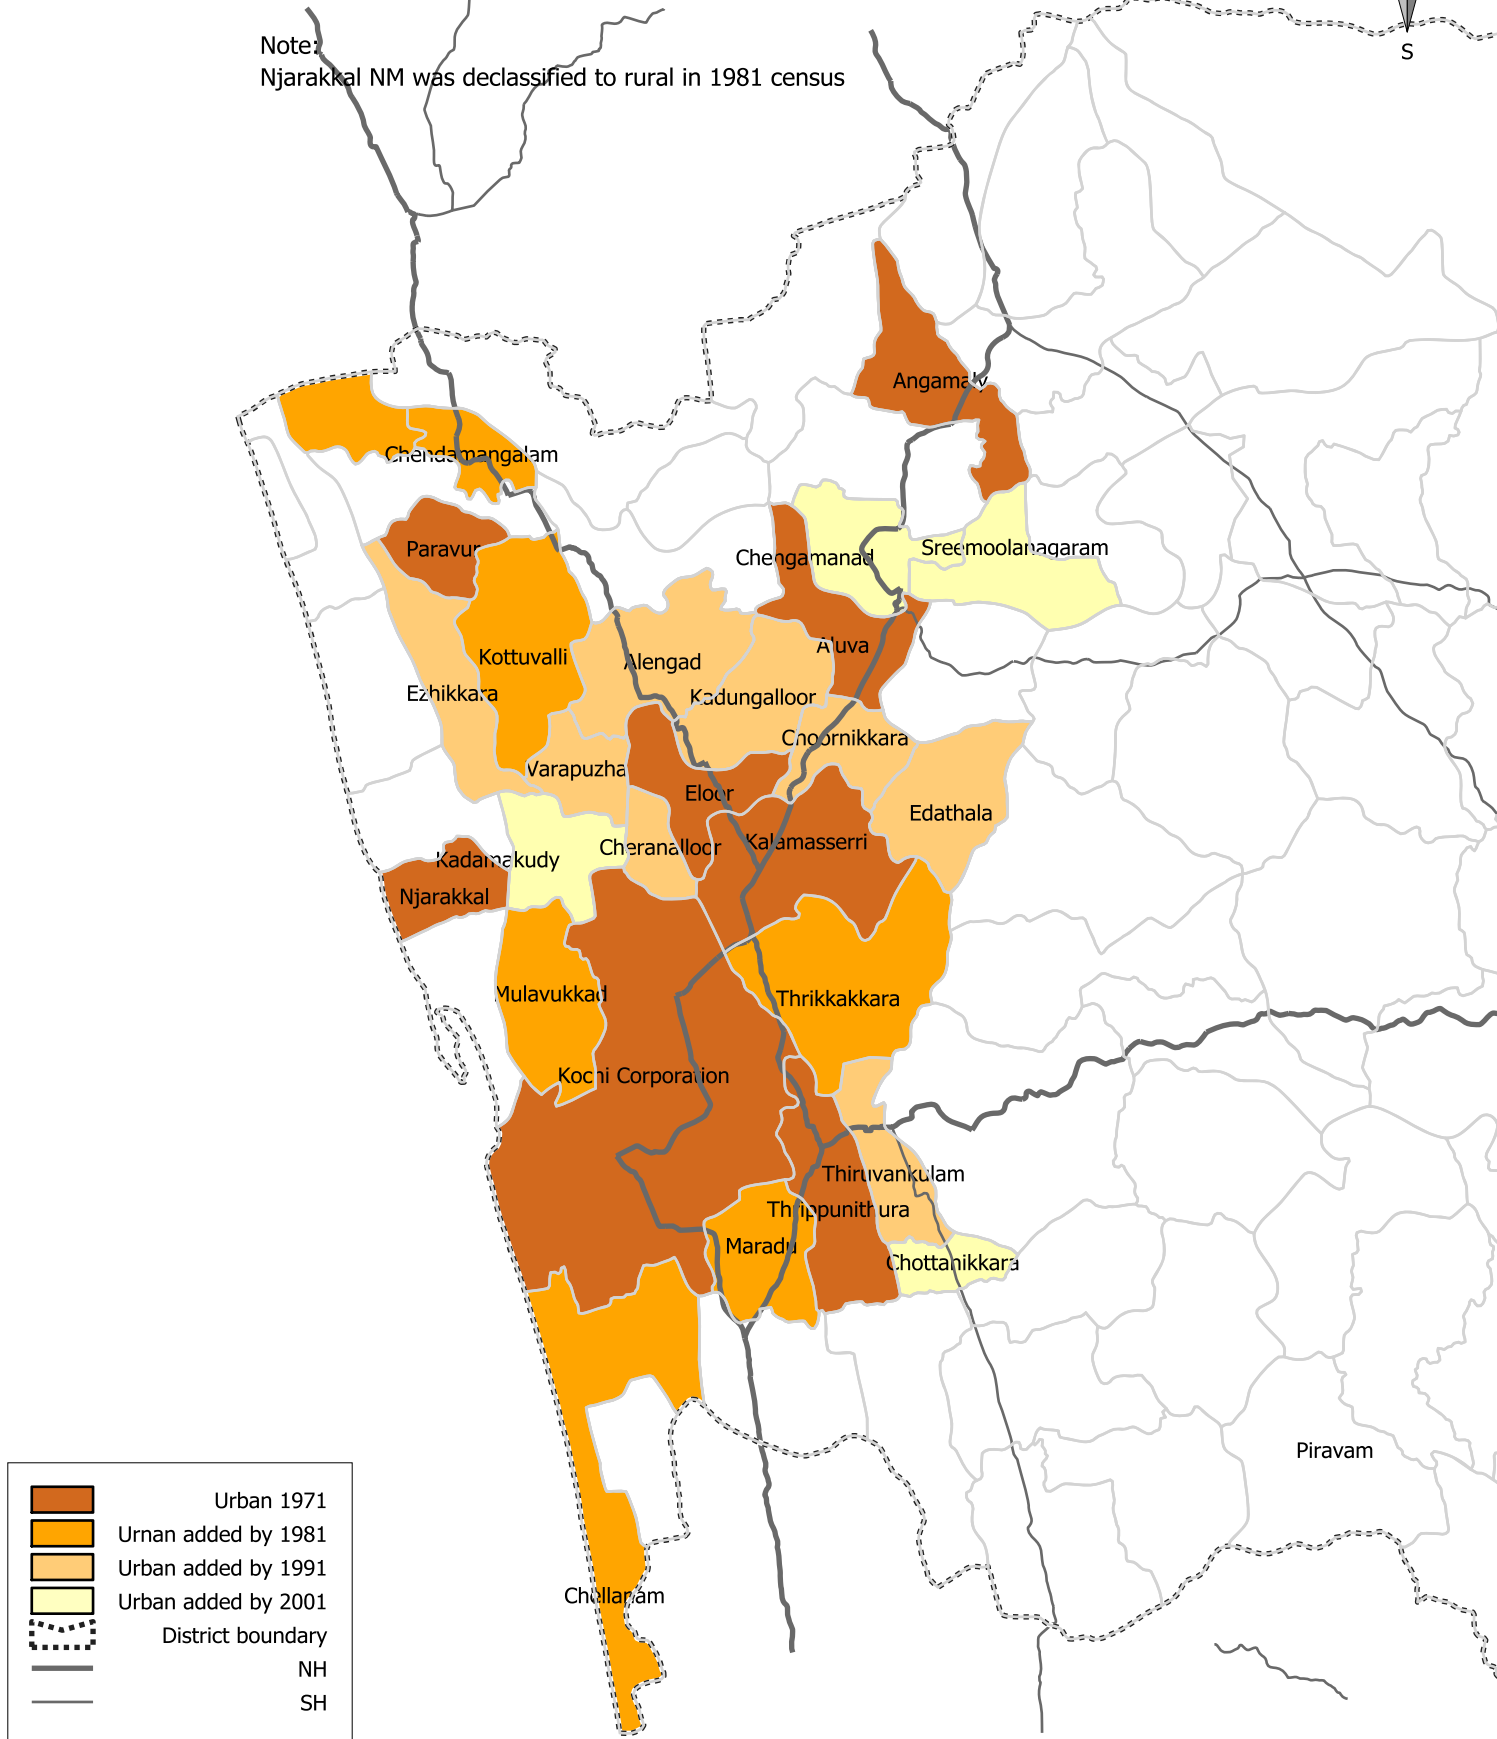 S
Note:
Njarakkal NM was declassified to rural in 1981 census
Angamaly
Chendamangalam
Paravur
Chengamanad
Sreemoolanagaram
Aluva
Kottuvalli
Alengad
Ezhikkara
Kadungalloor
Choornikkara
Varapuzha
Eloor
Edathala
Kalamasserri
Cheranalloor
Kadamakudy
Njarakkal
Mulavukkad
Thrikkakkara
Kochi Corporation
Thiruvankulam
Thrippunithura
Maradu
Chottanikkara
Piravam
Chellanam
Urban 1971
Urnan added by 1981
Urban added by 1991
Urban added by 2001
District boundary
NH
SH